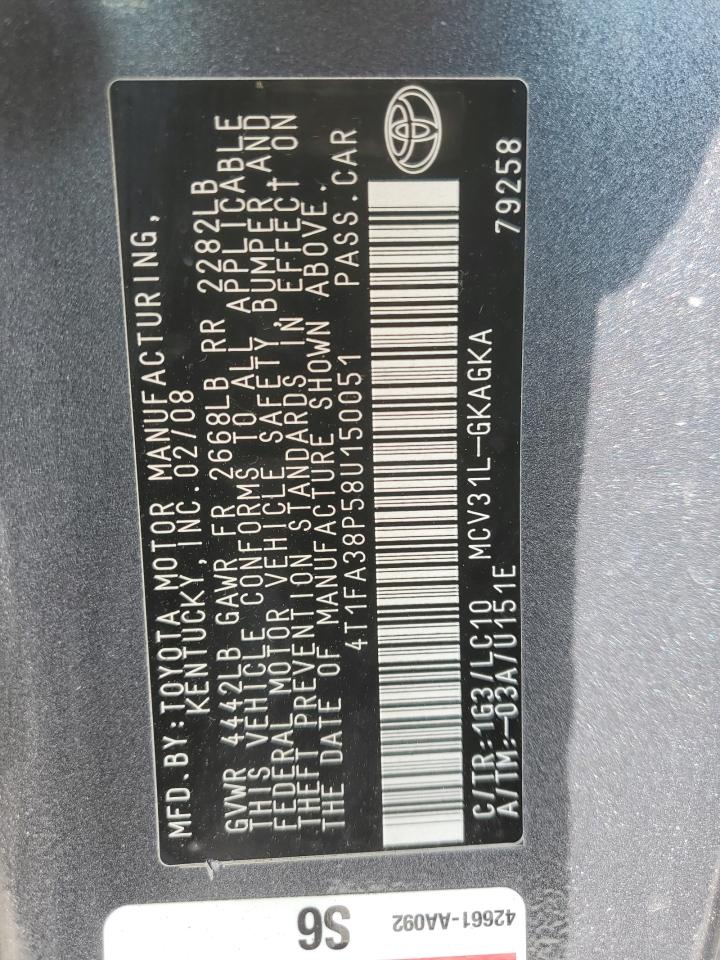 MFD.BY:TOYOTA MOTOR MANUFACTURING,
KENTUCKY, INC. 02/08
GVWR 4442LB GAWR FR 2668LB RR 2282LB
THIS VEHICLE CONFORMS TO ALL APPLICABLE
FEDERAL MOTOR VEHICLE SAFETY, BUMPER AND
THEFT PREVENTION STANDARDS IN EFFECT ON
THE DATE OF MANUFACTURE SHOWN ABOVE.
4T1FA38P58U150051 PASS.CAR
C/TR:1G3/LC10 MCV31L-GKAGKA
A/TM:-03A/U151E 79258
S6
42661-AA092